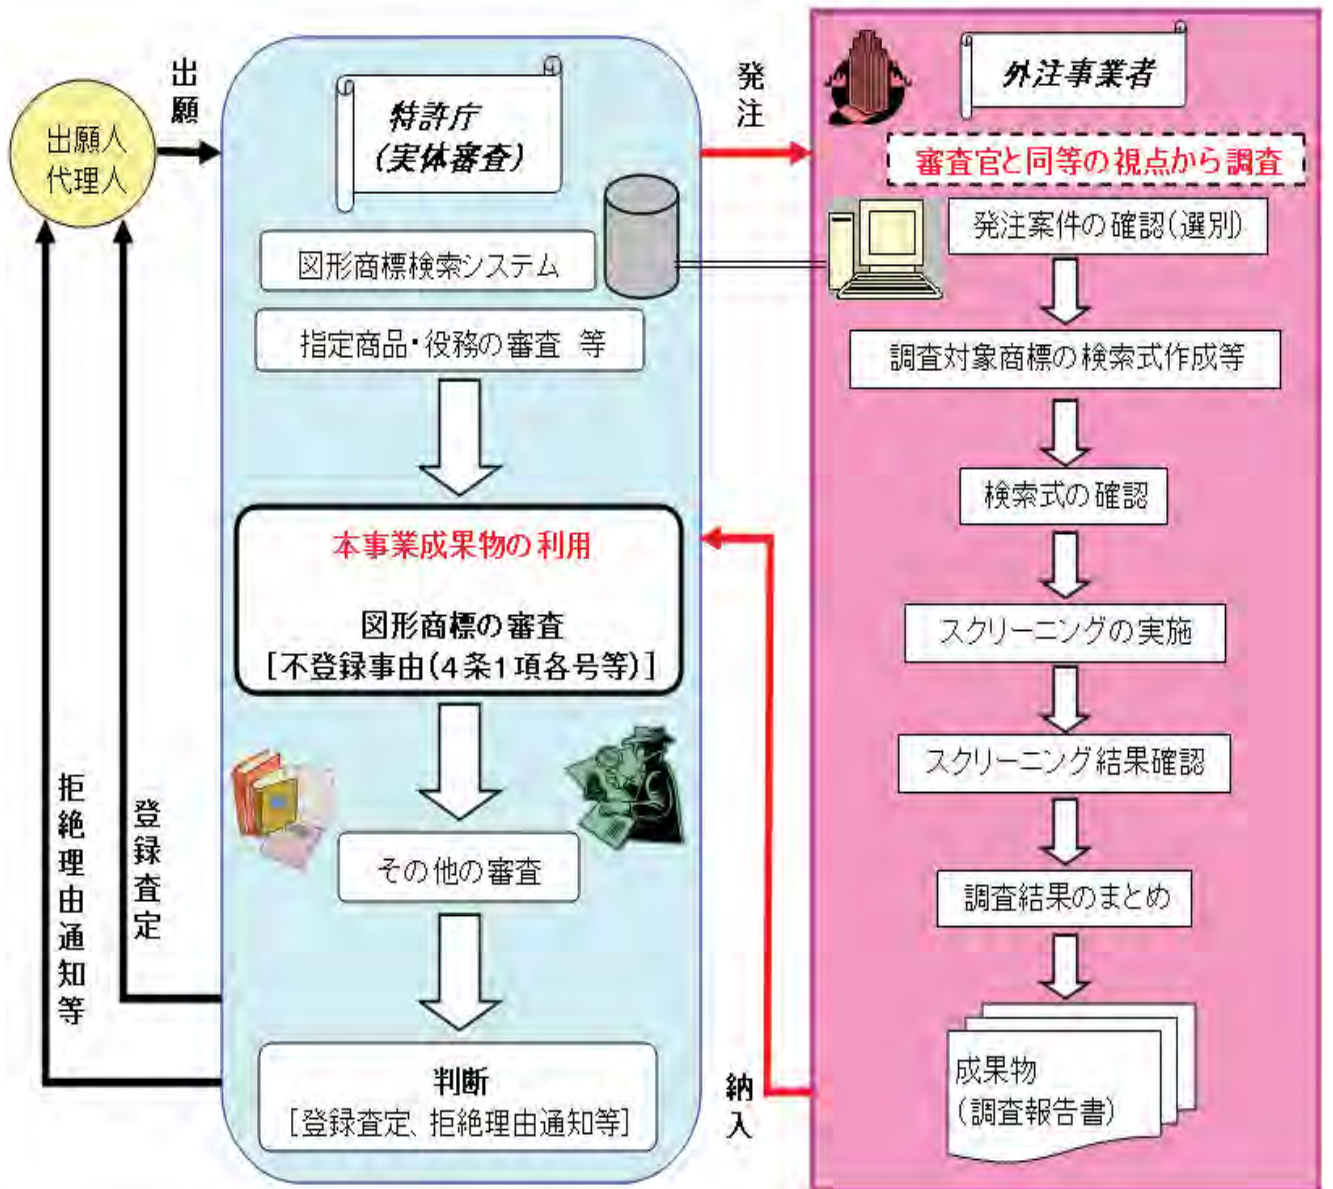 出願人
代理人
出願
特許庁
(実体審査)
図形商標検索システム
指定商品・役務の審査 等
本事業成果物の利用
図形商標の審査
[不登録事由(4条1項各号等)]
その他の審査
判断
[登録査定、拒絶理由通知等]
拒絶理由通知等
登録査定
発注
外注事業者
審査官と同等の視点から調査
発注案件の確認(選別)
調査対象商標の検索式作成等
検索式の確認
スクリーニングの実施
スクリーニング結果確認
調査結果のまとめ
成果物
(調査報告書)
納入